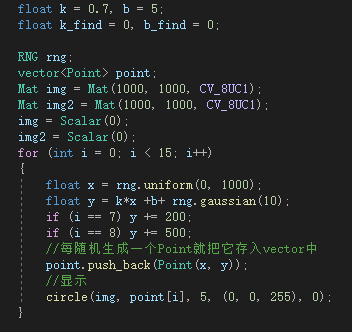 float k = 0.7, b = 5;
float k_find = 0, b_find = 0;
RNG rng;
vector<Point> point;
Mat img = Mat(1000, 1000, CV_8UC1);
Mat img2 = Mat(1000, 1000, CV_8UC1);
img = Scalar(0);
img2 = Scalar(0);
for (int i = 0; i < 15; i++)
{
float x = rng.uniform(0, 1000);
float y = k*x +b+ rng.gaussian(10);
if (i == 7) y += 200;
if (i == 8) y += 500;
//每随机生成一个Point就把它存入vector中
point.push_back(Point(x, y));
//显示
circle(img, point[i], 5, (0, 0, 255), 0);
}